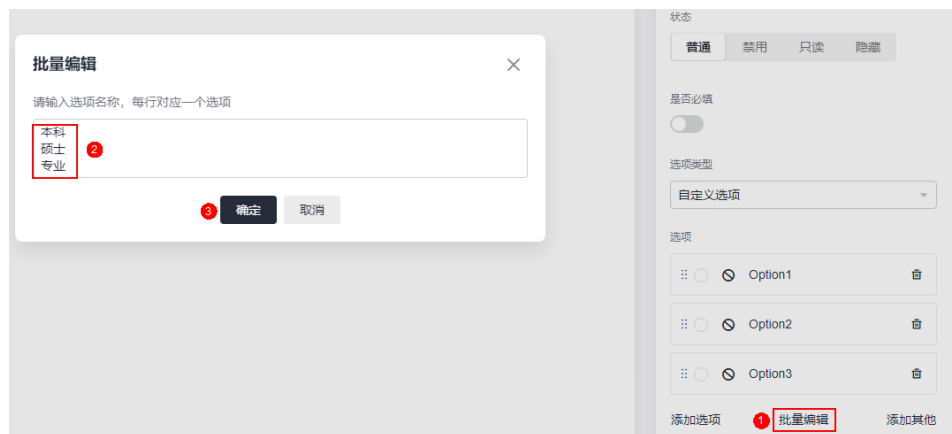 批量编辑
请输入选项名称，每行对应一个选项
本科
硕士
专业
2
3
确定
取消
状态
普通
禁用
只读
隐藏
是否必填
选项类型
自定义选项
选项
Option1
Option2
Option3
添加选项
1
批量编辑
添加其他